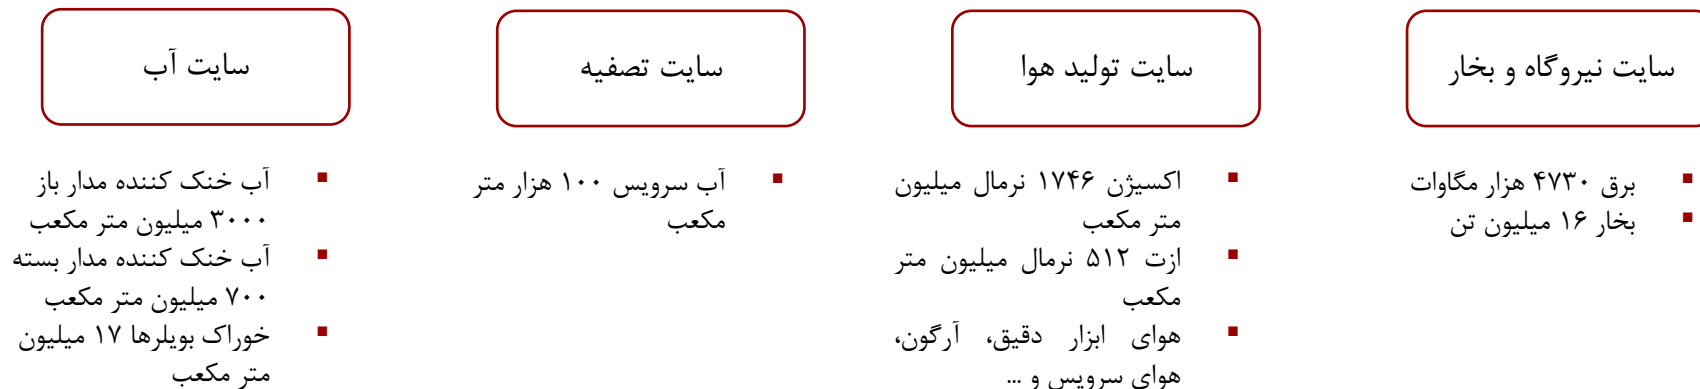 سایت نیروگاه و بخار
برق ۴۷۳۰ هزار مگاوات
بخار ۱۶ میلیون تن
سایت تولید هوا
اکسیژن ۱۷۴۶ نرمال میلیون
متر مکعب
ازت ۵۱۲ نرمال میلیون متر
مکعب
هوای ابزار دقیق، آرگون،
هوای سرویس و ...
سایت تصفیه
آب سرویس ۱۰۰ هزار متر
مکعب
سایت آب
آب خنک کننده مدار باز
۳۰۰۰ میلیون متر مکعب
آب خنک کننده مدار بسته
۷۰۰ میلیون متر مکعب
خوراک بویلرها ۱۷ میلیون
متر مکعب